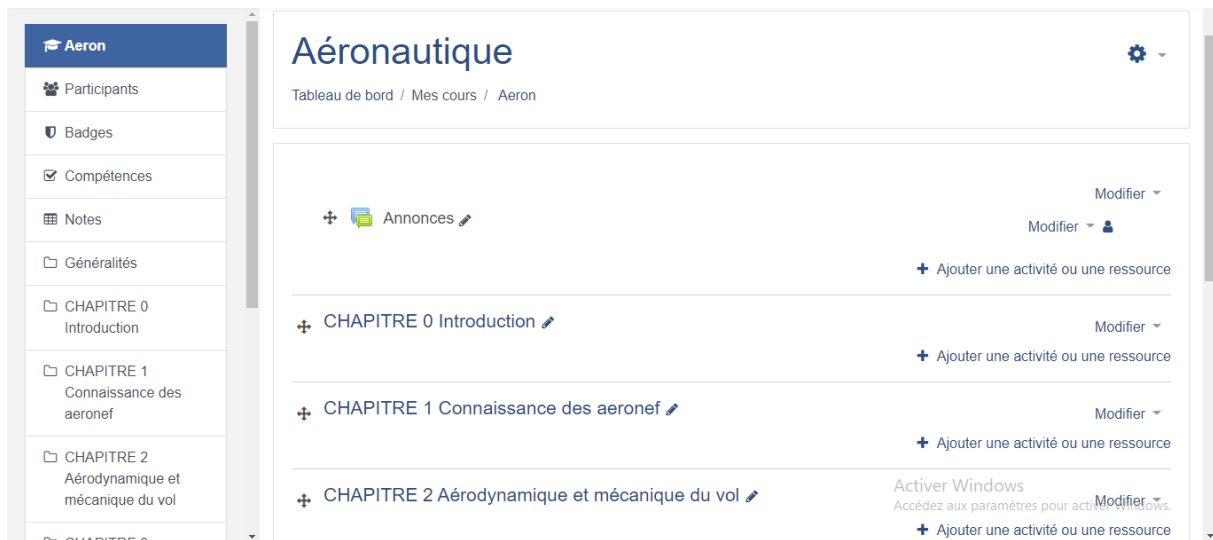 Aeron
Participants
Badges
Compétences
Notes
Généralités
CHAPITRE 0
Introduction
CHAPITRE 1
Connaissance des
aeronef
CHAPITRE 2
Aérodynamique et
mécanique du vol
Aéronautique
Tableau de bord / Mes cours / Aeron
Modifier
Annonces
Modifier
+ Ajouter une activité ou une ressource
CHAPITRE 0 Introduction
Modifier
+ Ajouter une activité ou une ressource
CHAPITRE 1 Connaissance des aeronef
Modifier
+ Ajouter une activité ou une ressource
CHAPITRE 2 Aérodynamique et mécanique du vol
Activer Windows
Accédez aux paramètres pour activer Windows.
Modifier
+ Ajouter une activité ou une ressource